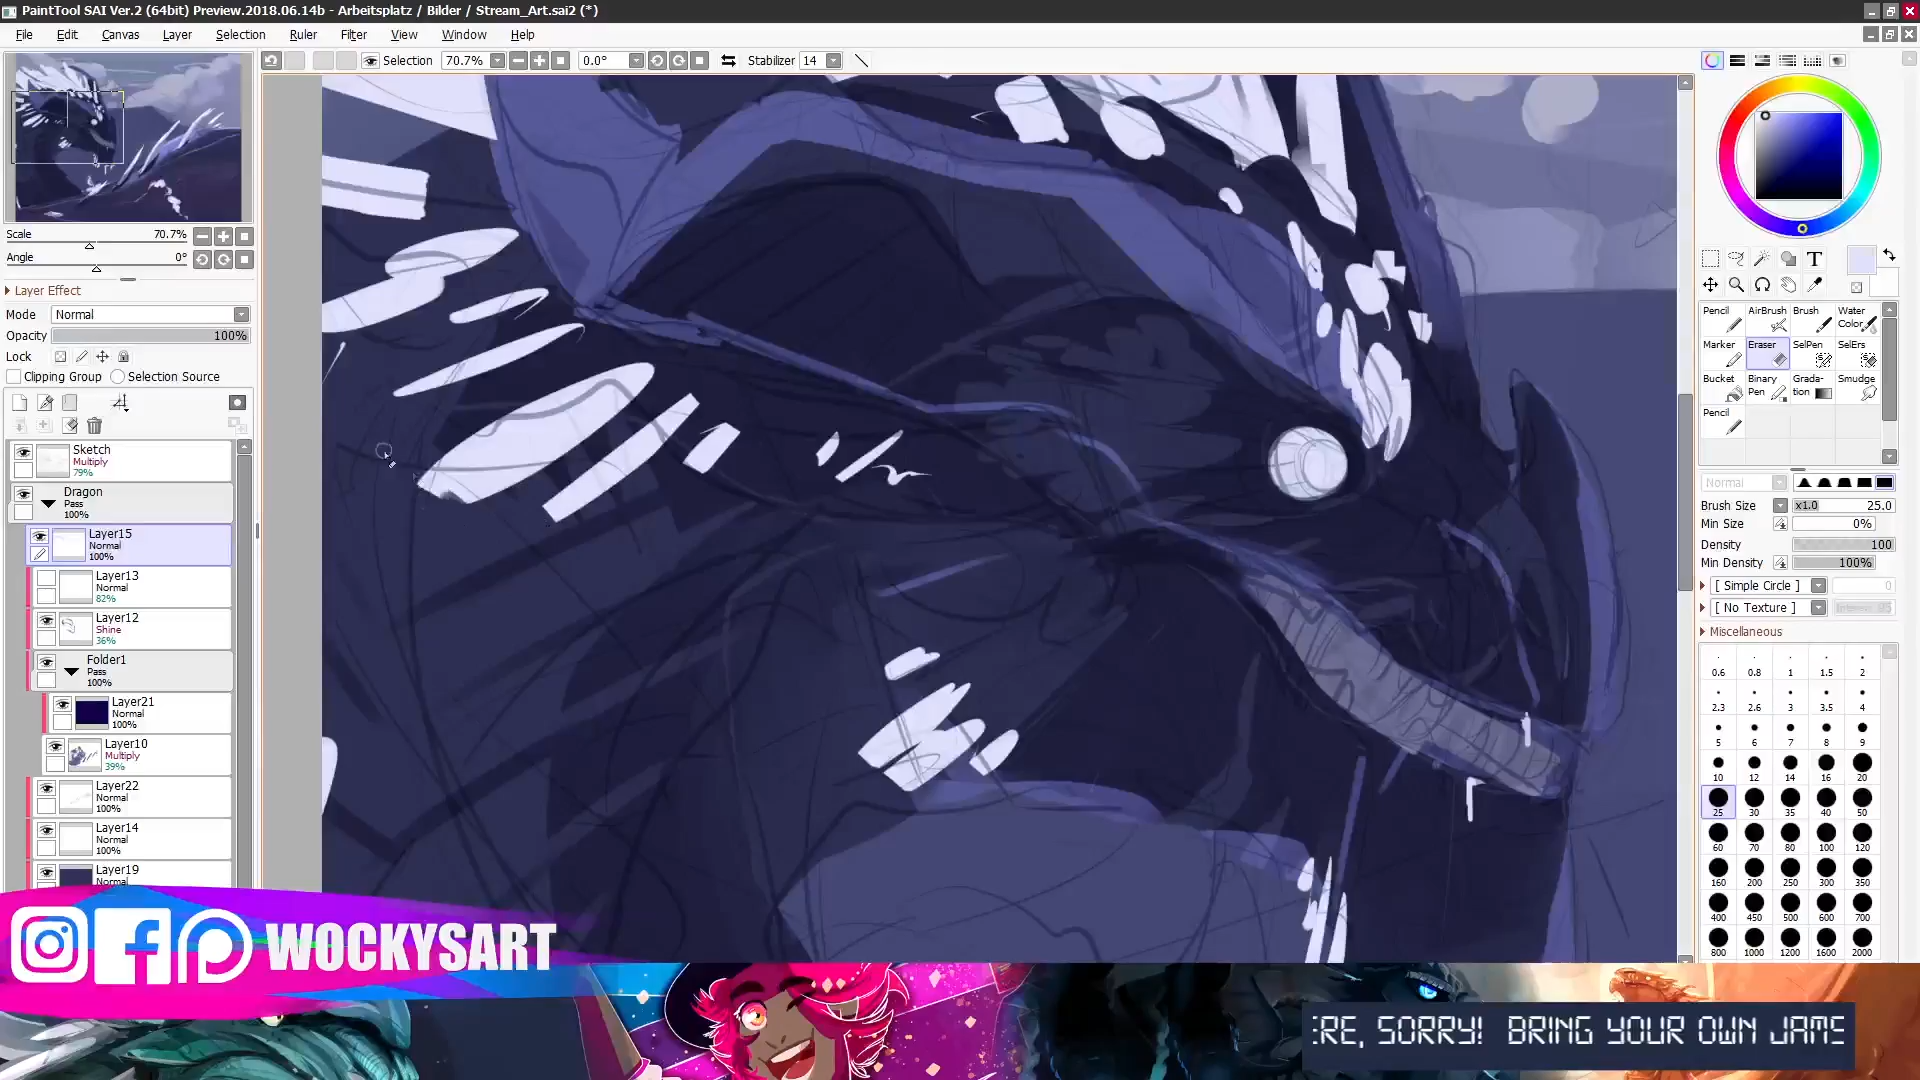 PaintTool SAI Ver.2 (64bit) Preview.2018.06.14b - Arbeitsplatz / Bilder / Stream_Art.sai2 (*)
File Edit Canvas Layer Selection Ruler Filter View Window Help
Selection 70.7% 0.0° Stabilizer 14
Scale 70.7%
Angle 0°
Layer Effect
Mode Normal
Opacity 100%
Lock
Clipping Group Selection Source
Sketch
Multiply
79%
Dragon
Pass
100%
Layer15
Normal
100%
Layer13
Normal
82%
Layer12
Shine
36%
Folder1
Pass
100%
Layer21
Normal
100%
Layer10
Multiply
39%
Layer22
Normal
100%
Layer14
Normal
100%
Layer19
Normal
T
Pencil AirBrush Brush Water Color
Marker Eraser SelPen SelErs
Bucket Binary Pen Gradation Smudge
Pencil
Normal
Brush Size x1.0 25.0
Min Size 0%
Density 100
Min Density 100%
[ Simple Circle ] 0
[ No Texture ]
Miscellaneous
0.6 0.8 1 1.5 2
2.3 2.6 3 3.5 4
5 6 7 8 9
10 12 14 16 20
25 30 35 40 50
60 70 80 100 120
160 200 250 300 350
400 450 500 600 700
800 1000 1200 1600 2000
WOCKYSART
ERE, SORRY! BRING YOUR OWN JAMS